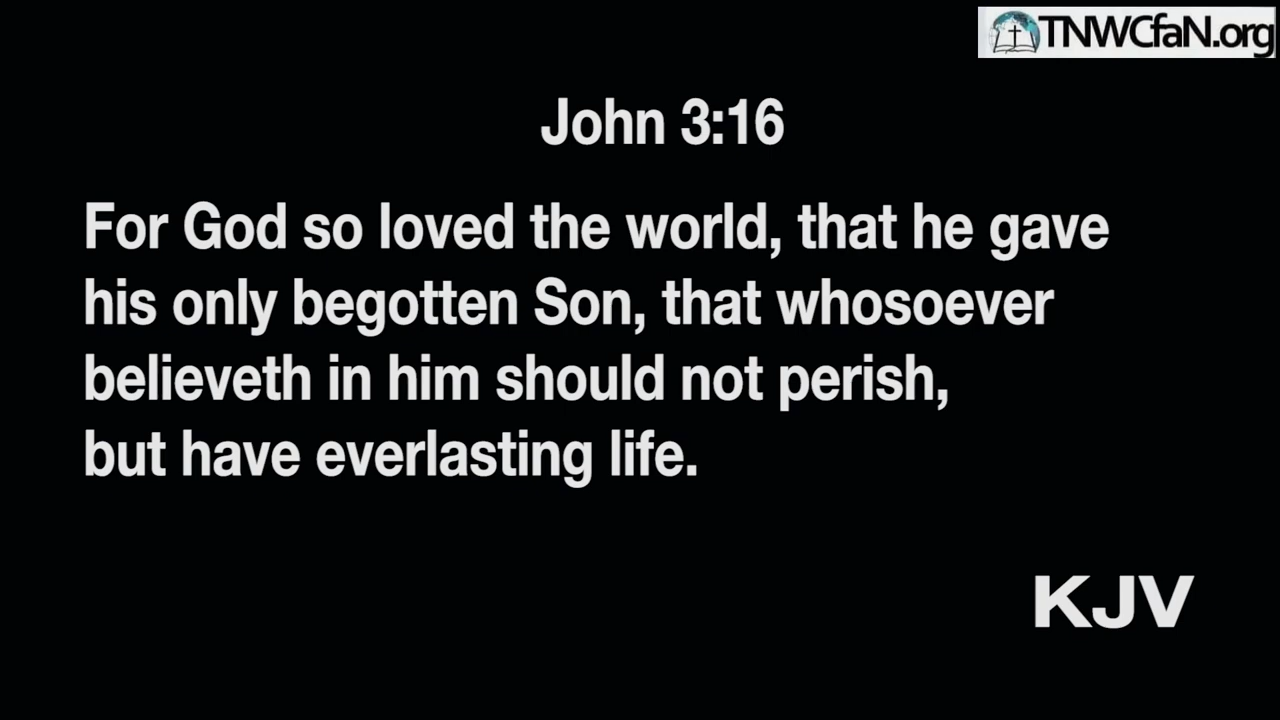 TNWCfaN.org
John 3:16
For God so loved the world, that he gave
his only begotten Son, that whosoever
believeth in him should not perish,
but have everlasting life.
KJV